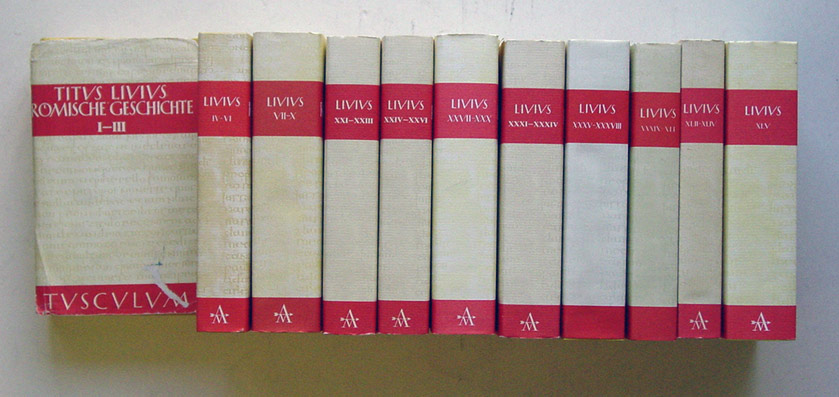 TITVS LIVIVS
RÖMISCHE GESCHICHTE
I—III
TVSCVLVM
LIVIVS
IV-VI
LIVIVS
VII-X
LIVIVS
XXI-XXIII
LIVIVS
XXIV-XXVI
LIVIVS
XXVII-XXX
LIVIVS
XXXI-XXXIV
LIVIVS
XXXV-XXXVIII
LIVIVS
XXXIX-XLI
LIVIVS
XLII-XLIV
LIVIVS
XLV